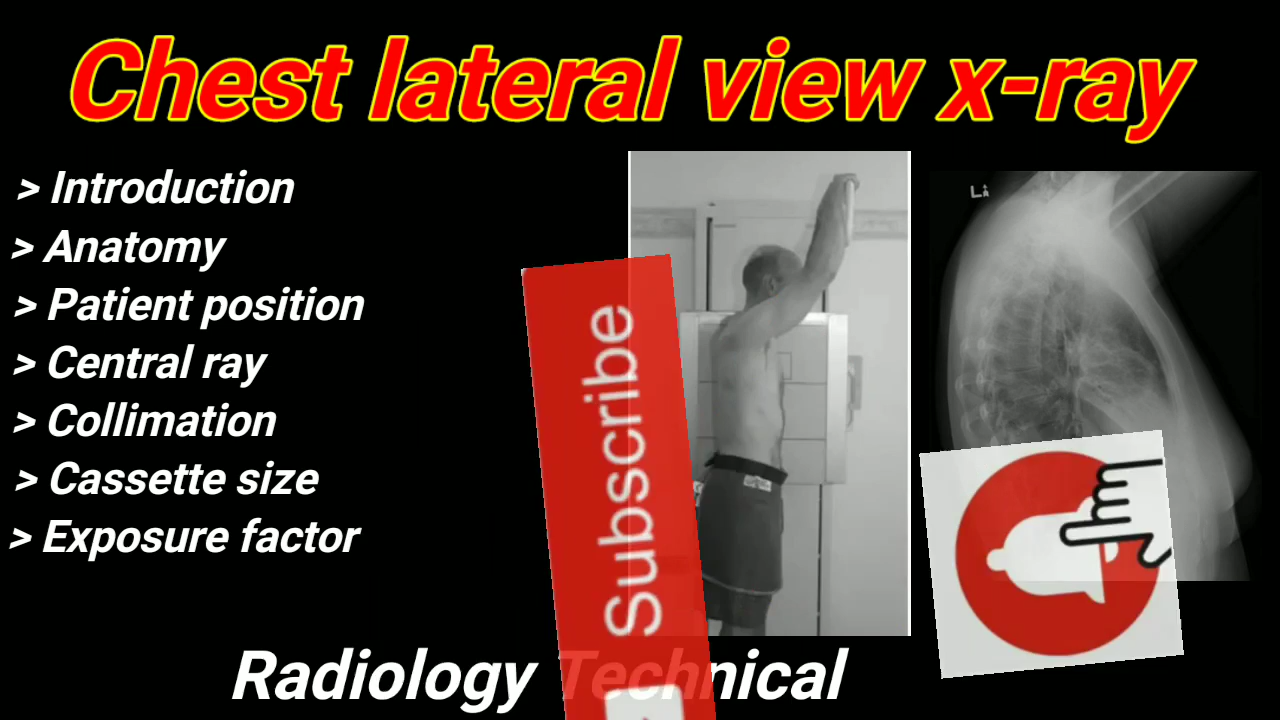 Chest lateral view x-ray
> Introduction
> Anatomy
> Patient position
> Central ray
> Collimation
> Cassette size
> Exposure factor
Subscribe
Radiology Technical